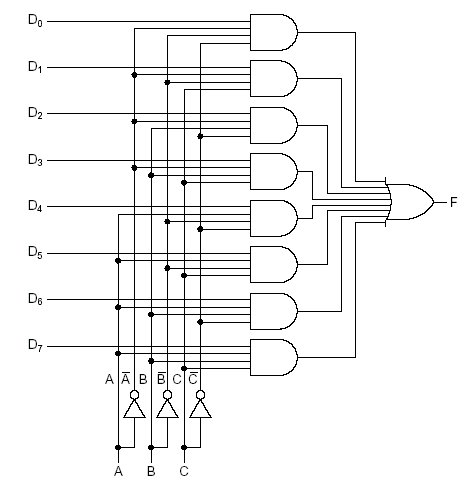 D₀
D₁
D₂
D₃
D₄
F
D₅
D₆
D₇
A A̅ B B̅ C C̅
A B C